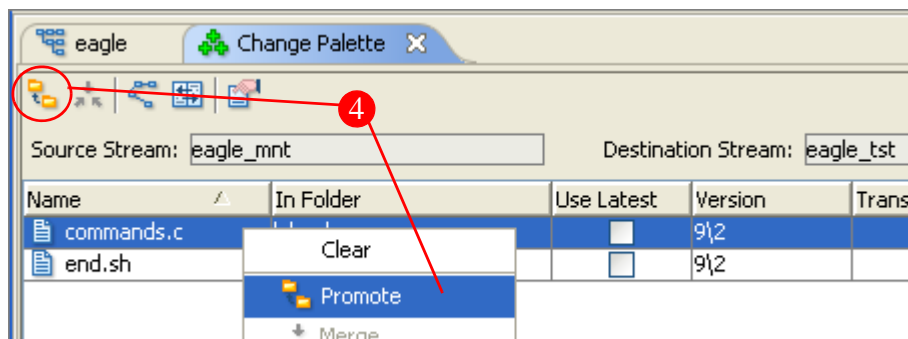 eagle Change Palette
4
Source Stream: eagle_mnt Destination Stream: eagle_tst
Name In Folder Use Latest Version Trans
commands.c 9\2
Clear
end.sh 9\2
Promote
Merge